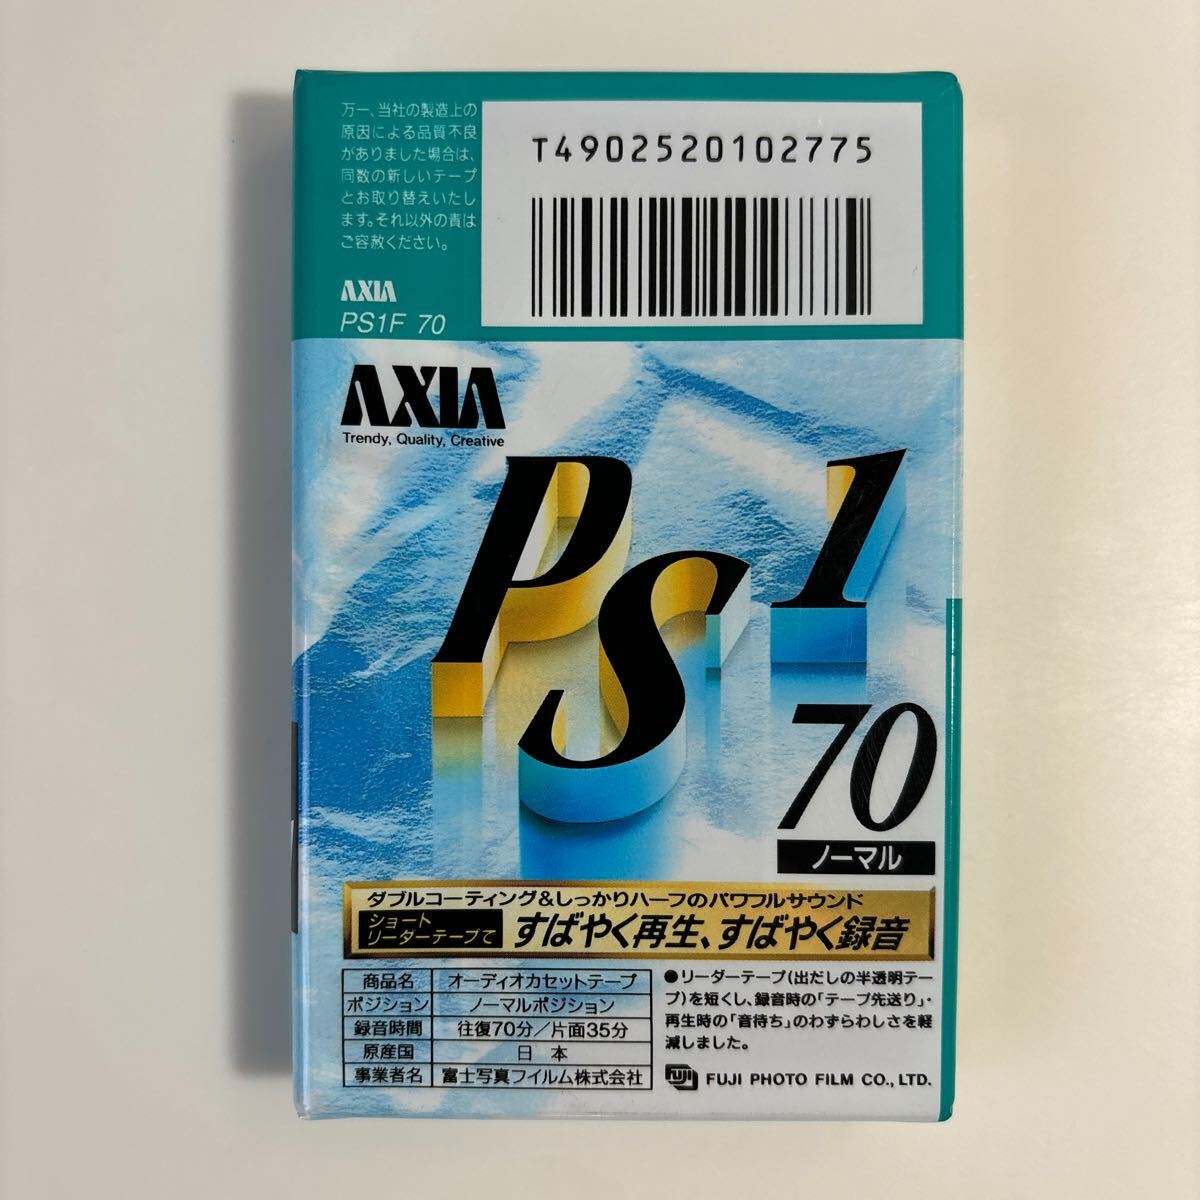 万一、当社の製造上の
原因による品質不良
がありました場合は、
同数の新しいテープ
とお取り替えいたし
ます。それ以外の責は
ご容赦ください。
T4902520102775
AXIA
PS1F 70
AXIA
Trendy, Quality, Creative
PS・1
70
ノーマル
ダブルコーティング&しっかりハーフのパワフルサウンド
ショート
リーダーテープで
すばやく再生、すばやく録音
商品名 オーディオカセットテープ
ポジション ノーマルポジション
録音時間 往復70分/片面35分
原産国 日本
事業者名 富士写真フイルム株式会社
●リーダーテープ(出だしの半透明テー
プ)を短くし、録音時の「テープ先送り」・
再生時の「音待ち」のわずらわしさを軽
減しました。
FUJI FUJI PHOTO FILM CO., LTD.